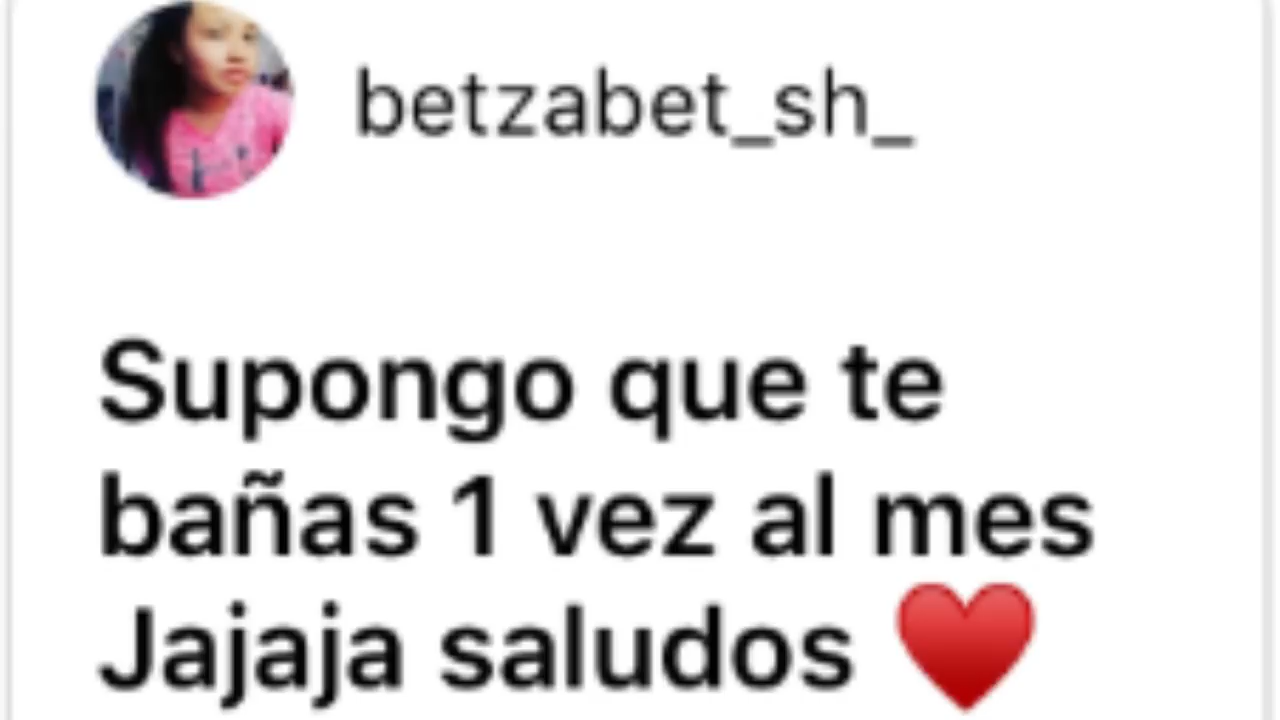 betzabet_sh_
Supongo que te
bañas 1 vez al mes
Jajaja saludos ♥️